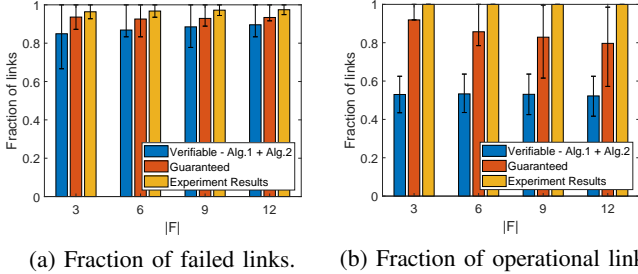 1
0.8
0.6
0.4
0.2
0
Fraction of links
Verifiable - Alg.1 + Alg.2
Guaranteed
Experiment Results
3 6 9 12
|F|
(a) Fraction of failed links.
1
0.8
0.6
0.4
0.2
0
Fraction of links
Verifiable - Alg.1 + Alg.2
Guaranteed
Experiment Results
3 6 9 12
|F|
(b) Fraction of operational lin